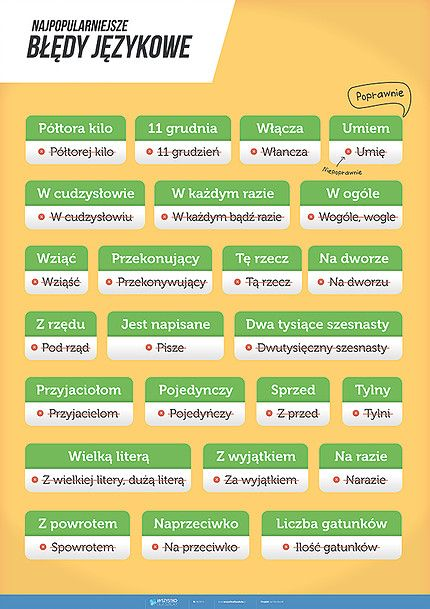 NAJPOPULARNIEJSZE
BŁĘDY JĘZYKOWE
Poprawnie
Półtora kilo
11 grudnia
Włącza
Umiem
Półtorej kilo
11 grudzień
Włancza
Umię
Niepoprawnie
W cudzysłowie
W każdym razie
W ogóle
W cudzysłowiu
W każdym bądź razie
Wogóle, wogle
Wziąć
Przekonujący
Tę rzecz
Na dworze
Wziąść
Przekonywujący
Tą rzecz
Na dworzu
Z rzędu
Jest napisane
Dwa tysiące szesnasty
Pod rząd
Pisze
Dwutysięczny szesnasty
Przyjaciołom
Pojedynczy
Sprzed
Tylny
Przyjacielom
Pojedyńczy
Z przed
Tylni
Wielką literą
Z wyjątkiem
Na razie
Z wielkiej litery, dużą literą
Za wyjątkiem
Narazie
Z powrotem
Naprzeciwko
Liczba gatunków
Spowrotem
Na przeciwko
Ilość gatunków
WSZYSTKO